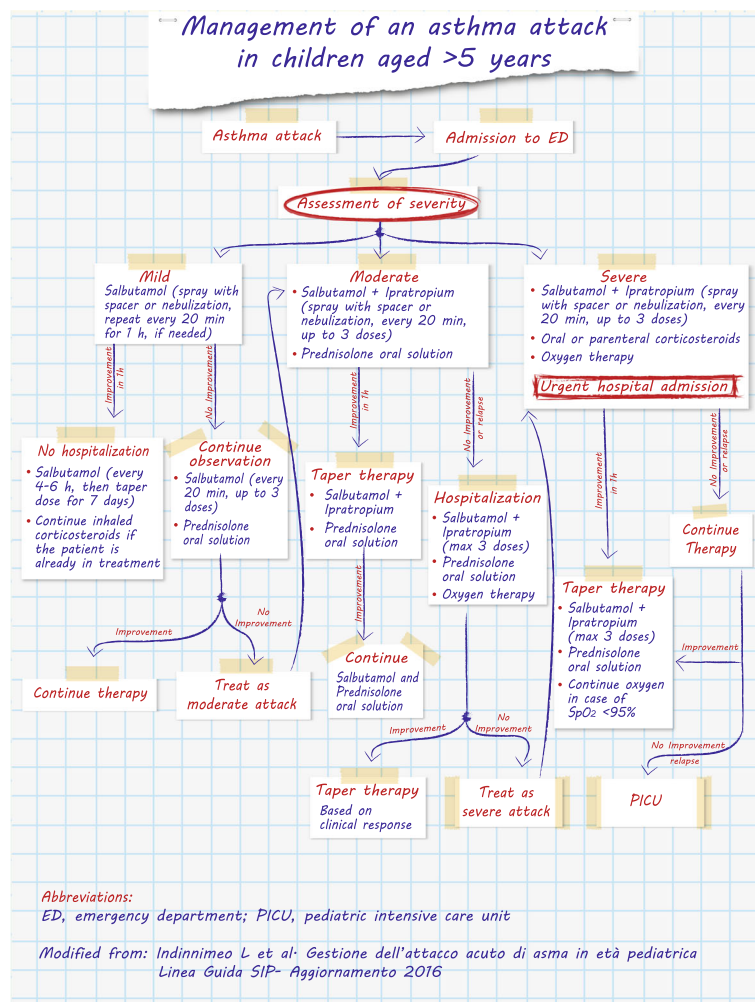 Management of an asthma attack
in children aged >5 years
Asthma attack
Admission to ED
Assessment of severity
Mild
Salbutamol (spray with
spacer or nebulization,
repeat every 20 min
for 1 h, if needed)
Moderate
• Salbutamol + Ipratropium
(spray with spacer or
nebulization, every 20 min,
up to 3 doses)
• Prednisolone oral solution
Severe
• Salbutamol + Ipratropium (spray
with spacer or nebulization, every
20 min, up to 3 doses)
• Oral or parenteral corticosteroids
• Oxygen therapy
Urgent hospital admission
Improvement
in 1h
No Improvement
Improvement
in 1h
No Improvement
or relapse
Improvement
in 1h
No Improvement
or relapse
No hospitalization
• Salbutamol (every
4-6 h, then taper
dose for 7 days)
• Continue inhaled
corticosteroids if
the patient is
already in treatment
Continue
observation
• Salbutamol (every
20 min, up to 3
doses)
• Prednisolone
oral solution
Taper therapy
• Salbutamol +
Ipratropium
• Prednisolone
oral solution
Hospitalization
• Salbutamol +
Ipratropium
(max 3 doses)
• Prednisolone
oral solution
• Oxygen therapy
Continue
Therapy
Taper therapy
• Salbutamol +
Ipratropium
(max 3 doses)
• Prednisolone
oral solution
• Continue oxygen
in case of
SpO2 <95%
Improvement
No
Improvement
Improvement
Improvement
Continue therapy
Treat as
moderate attack
Continue
Salbutamol and
Prednisolone
oral solution
Improvement
No
Improvement
No Improvement
relapse
Taper therapy
Based on
clinical response
Treat as
severe attack
PICU
Abbreviations:
ED, emergency department; PICU, pediatric intensive care unit
Modified from: Indinnimeo L et al. Gestione dell'attacco acuto di asma in età pediatrica
Linea Guida SIP- Aggiornamento 2016